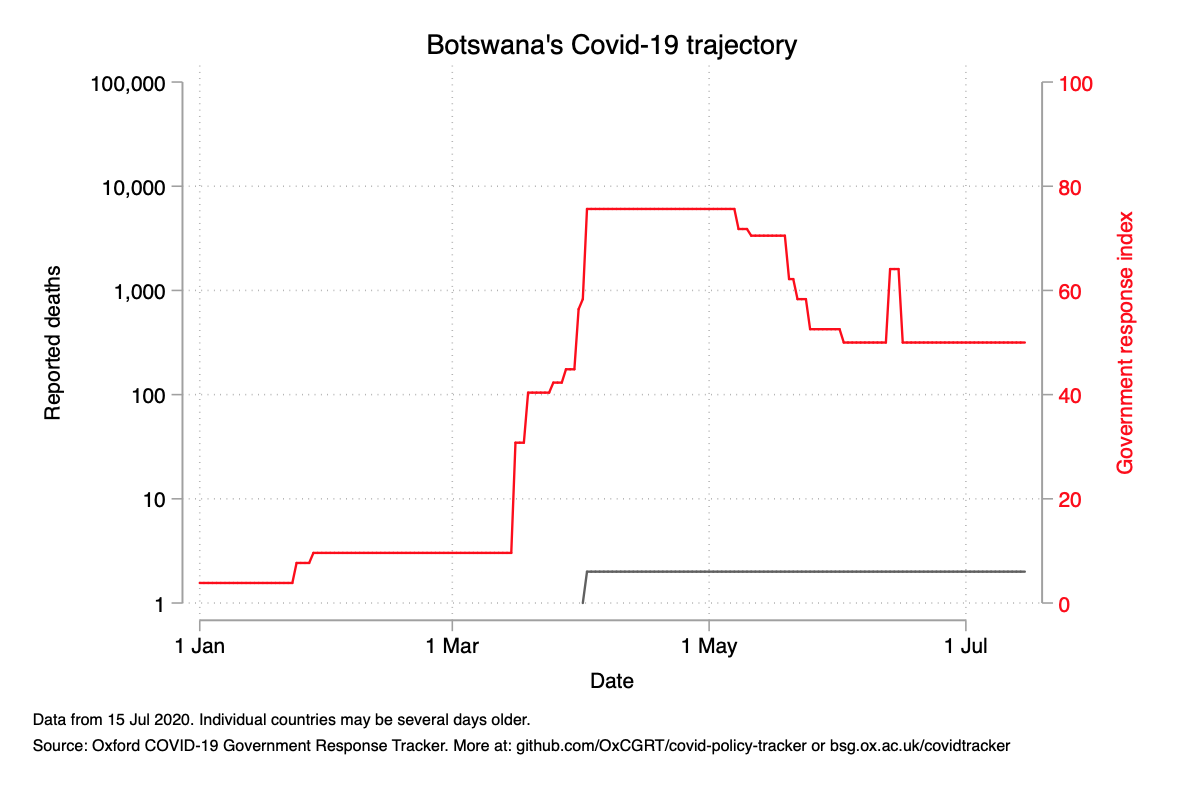 Botswana's Covid-19 trajectory
100,000
10,000
1,000
100
10
1
Reported deaths
100
80
60
40
20
0
Government response index
1 Jan
1 Mar
1 May
1 Jul
Date
Data from 15 Jul 2020. Individual countries may be several days older.
Source: Oxford COVID-19 Government Response Tracker. More at: github.com/OxCGRT/covid-policy-tracker or bsg.ox.ac.uk/covidtracker